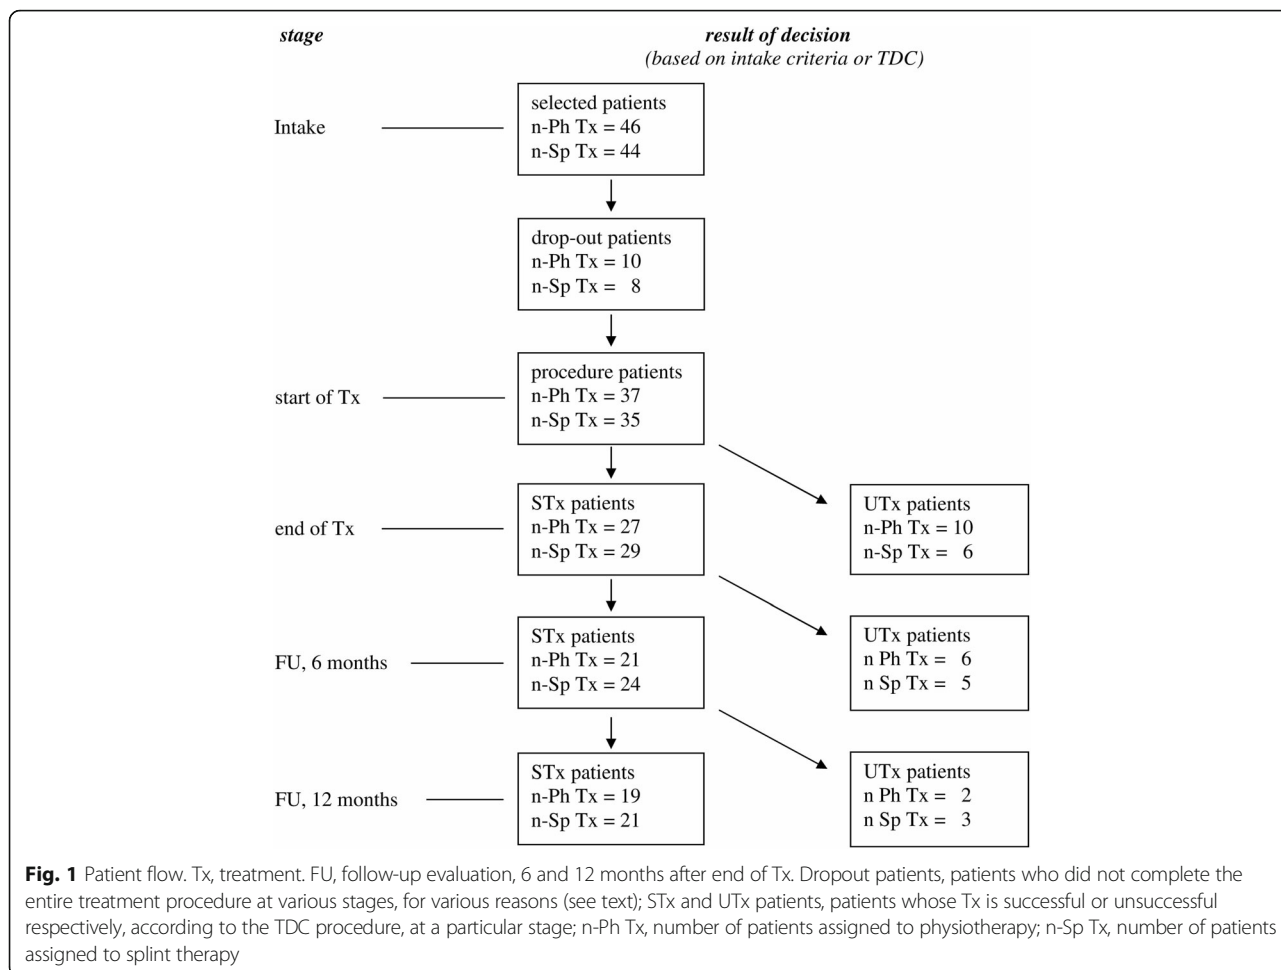 stage
result of decision
(based on intake criteria or TDC)
Intake
selected patients
n-Ph Tx = 46
n-Sp Tx = 44
drop-out patients
n-Ph Tx = 10
n-Sp Tx = 8
start of Tx
procedure patients
n-Ph Tx = 37
n-Sp Tx = 35
end of Tx
STx patients
n-Ph Tx = 27
n-Sp Tx = 29
UTx patients
n-Ph Tx = 10
n-Sp Tx = 6
FU, 6 months
STx patients
n-Ph Tx = 21
n-Sp Tx = 24
UTx patients
n Ph Tx = 6
n Sp Tx = 5
FU, 12 months
STx patients
n-Ph Tx = 19
n-Sp Tx = 21
UTx patients
n Ph Tx = 2
n Sp Tx = 3
Fig. 1 Patient flow. Tx, treatment. FU, follow-up evaluation, 6 and 12 months after end of Tx. Dropout patients, patients who did not complete the
entire treatment procedure at various stages, for various reasons (see text); STx and UTx patients, patients whose Tx is successful or unsuccessful
respectively, according to the TDC procedure, at a particular stage; n-Ph Tx, number of patients assigned to physiotherapy; n-Sp Tx, number of patients
assigned to splint therapy